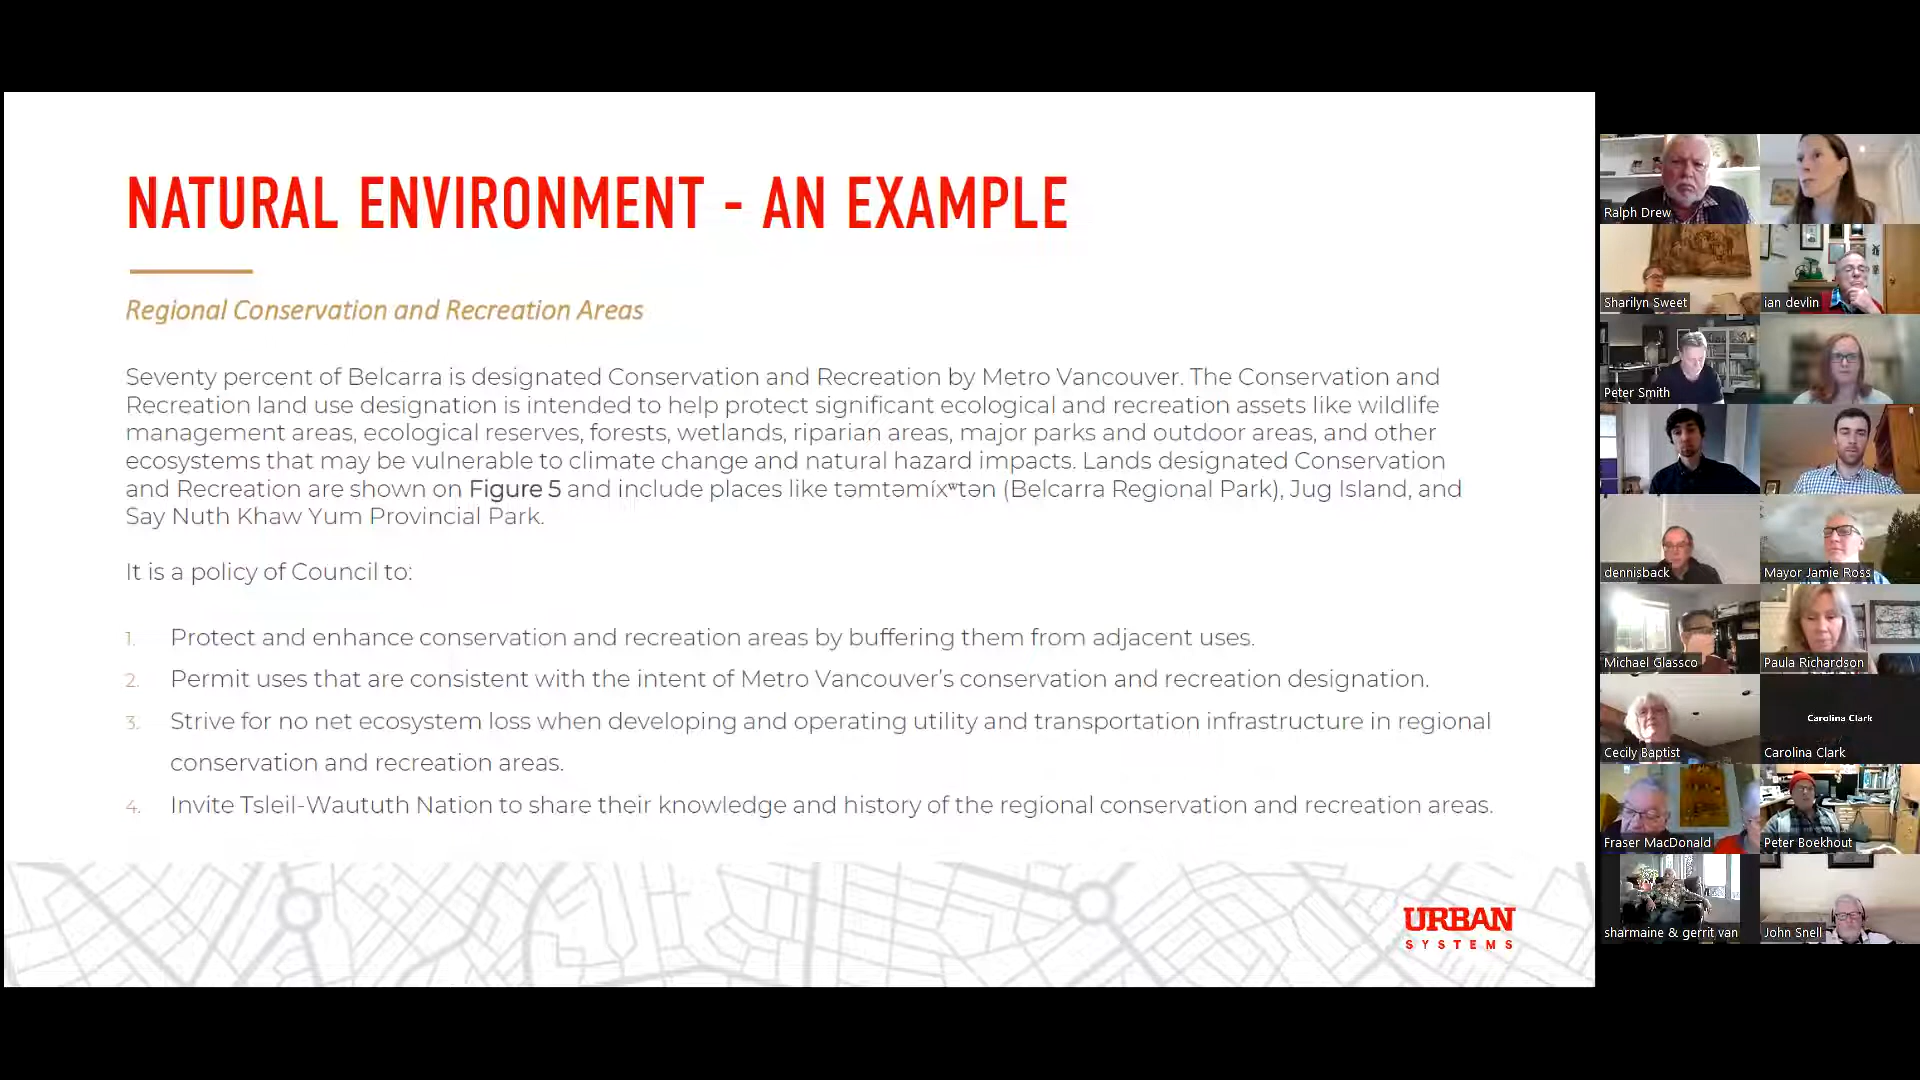 NATURAL ENVIRONMENT - AN EXAMPLE
Regional Conservation and Recreation Areas
Seventy percent of Belcarra is designated Conservation and Recreation by Metro Vancouver. The Conservation and
Recreation land use designation is intended to help protect significant ecological and recreation assets like wildlife
management areas, ecological reserves, forests, wetlands, riparian areas, major parks and outdoor areas, and other
ecosystems that may be vulnerable to climate change and natural hazard impacts. Lands designated Conservation
and Recreation are shown on Figure 5 and include places like təmtəmíxʷtən (Belcarra Regional Park), Jug Island, and
Say Nuth Khaw Yum Provincial Park.
It is a policy of Council to:
1. Protect and enhance conservation and recreation areas by buffering them from adjacent uses.
2. Permit uses that are consistent with the intent of Metro Vancouver's conservation and recreation designation.
3. Strive for no net ecosystem loss when developing and operating utility and transportation infrastructure in regional
conservation and recreation areas.
4. Invite Tsleil-Waututh Nation to share their knowledge and history of the regional conservation and recreation areas.
URBAN
SYSTEMS
Ralph Drew
Sharilyn Sweet
ian devlin
Peter Smith
dennisback
Mayor Jamie Ross
Michael Glassco
Paula Richardson
Cecily Baptist
Carolina Clark
Carolina Clark
Fraser MacDonald
Peter Boekhout
sharmaine & gerrit van
John Snell